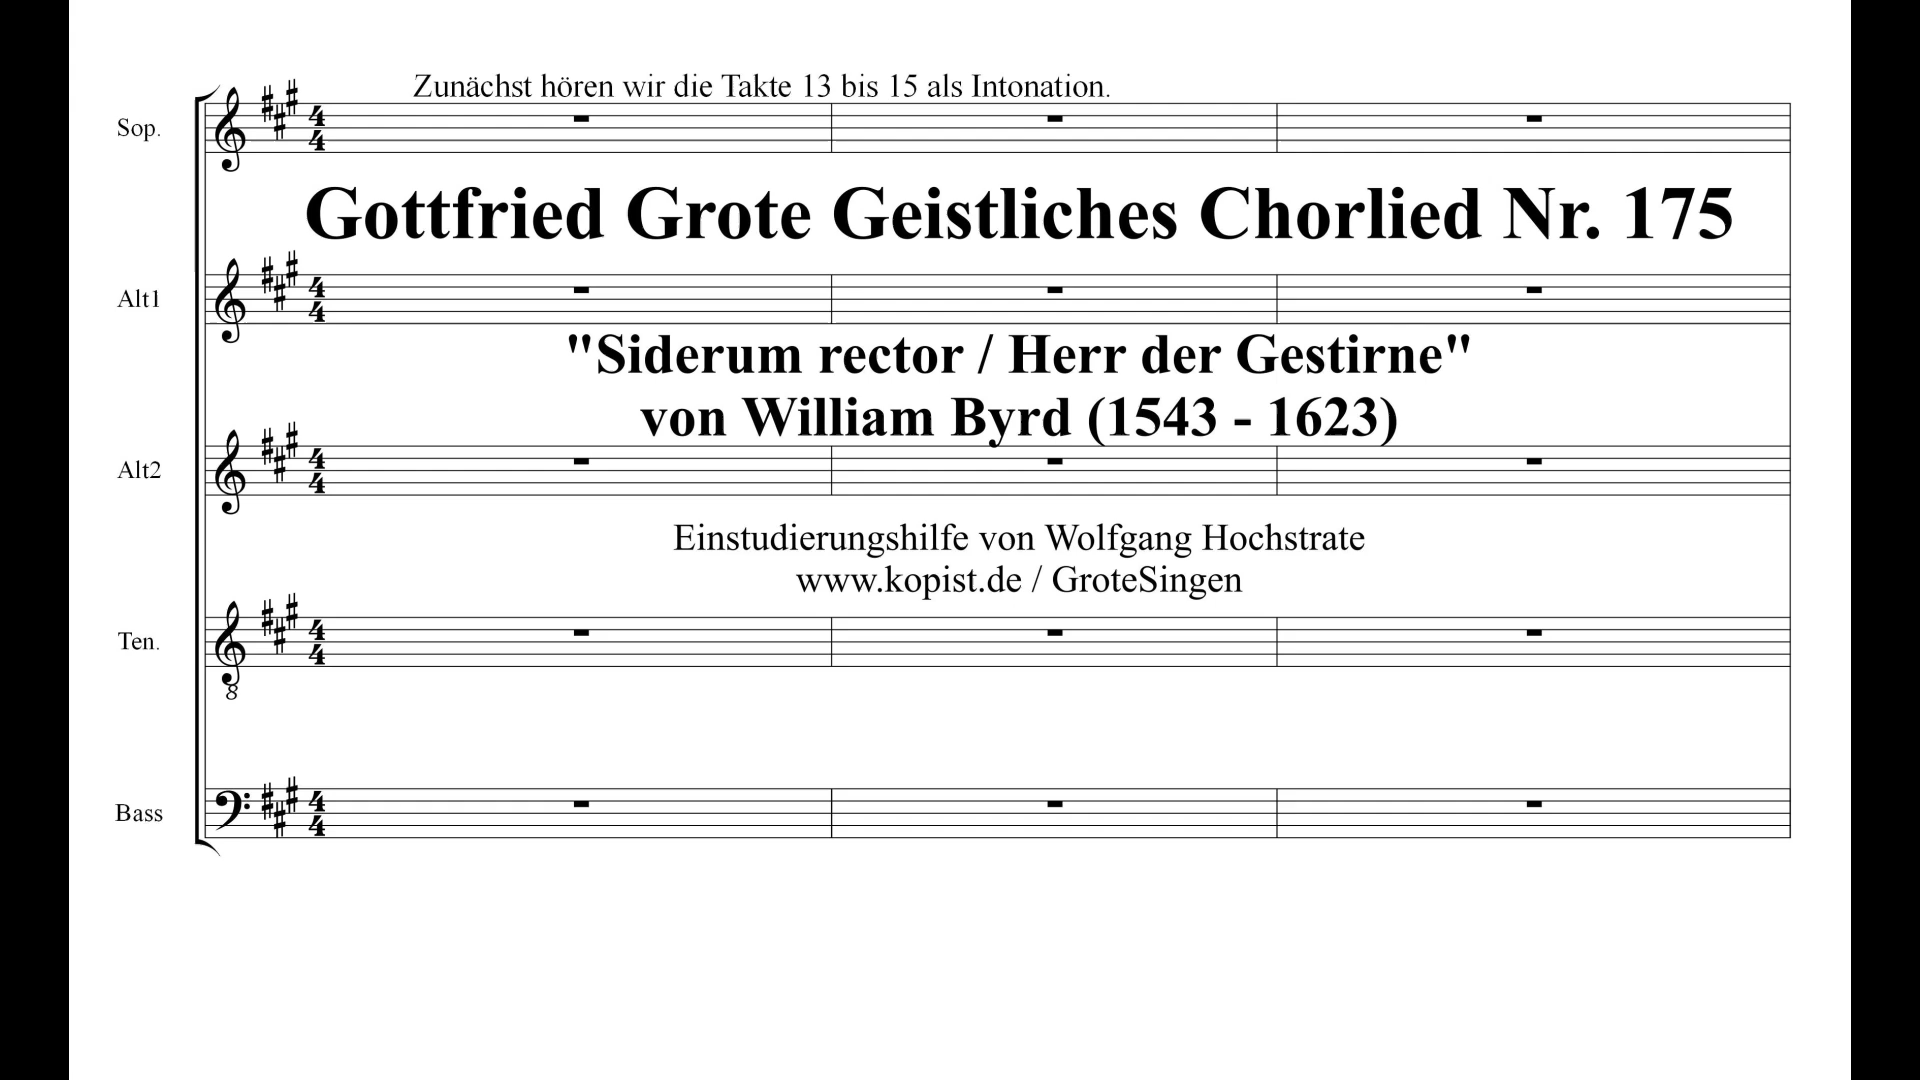 Zunächst hören wir die Takte 13 bis 15 als Intonation.
Sop.
Gottfried Grote Geistliches Chorlied Nr. 175
Alt1
"Siderum rector / Herr der Gestirne"
von William Byrd (1543 - 1623)
Alt2
Einstudierungshilfe von Wolfgang Hochstrate
www.kopist.de / GroteSingen
Ten.
8
Bass